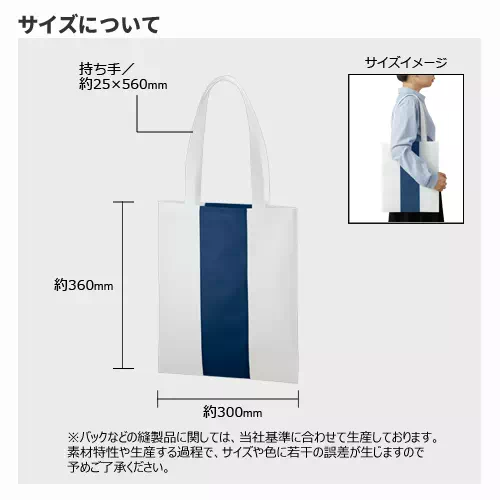 サイズについて
持ち手／
約25×560mm
サイズイメージ
約360mm
約300mm
※バックなどの縫製品に関しては、当社基準に合わせて生産しております。
素材特性や生産する過程で、サイズや色に若干の誤差が生じますので
予めご了承ください。